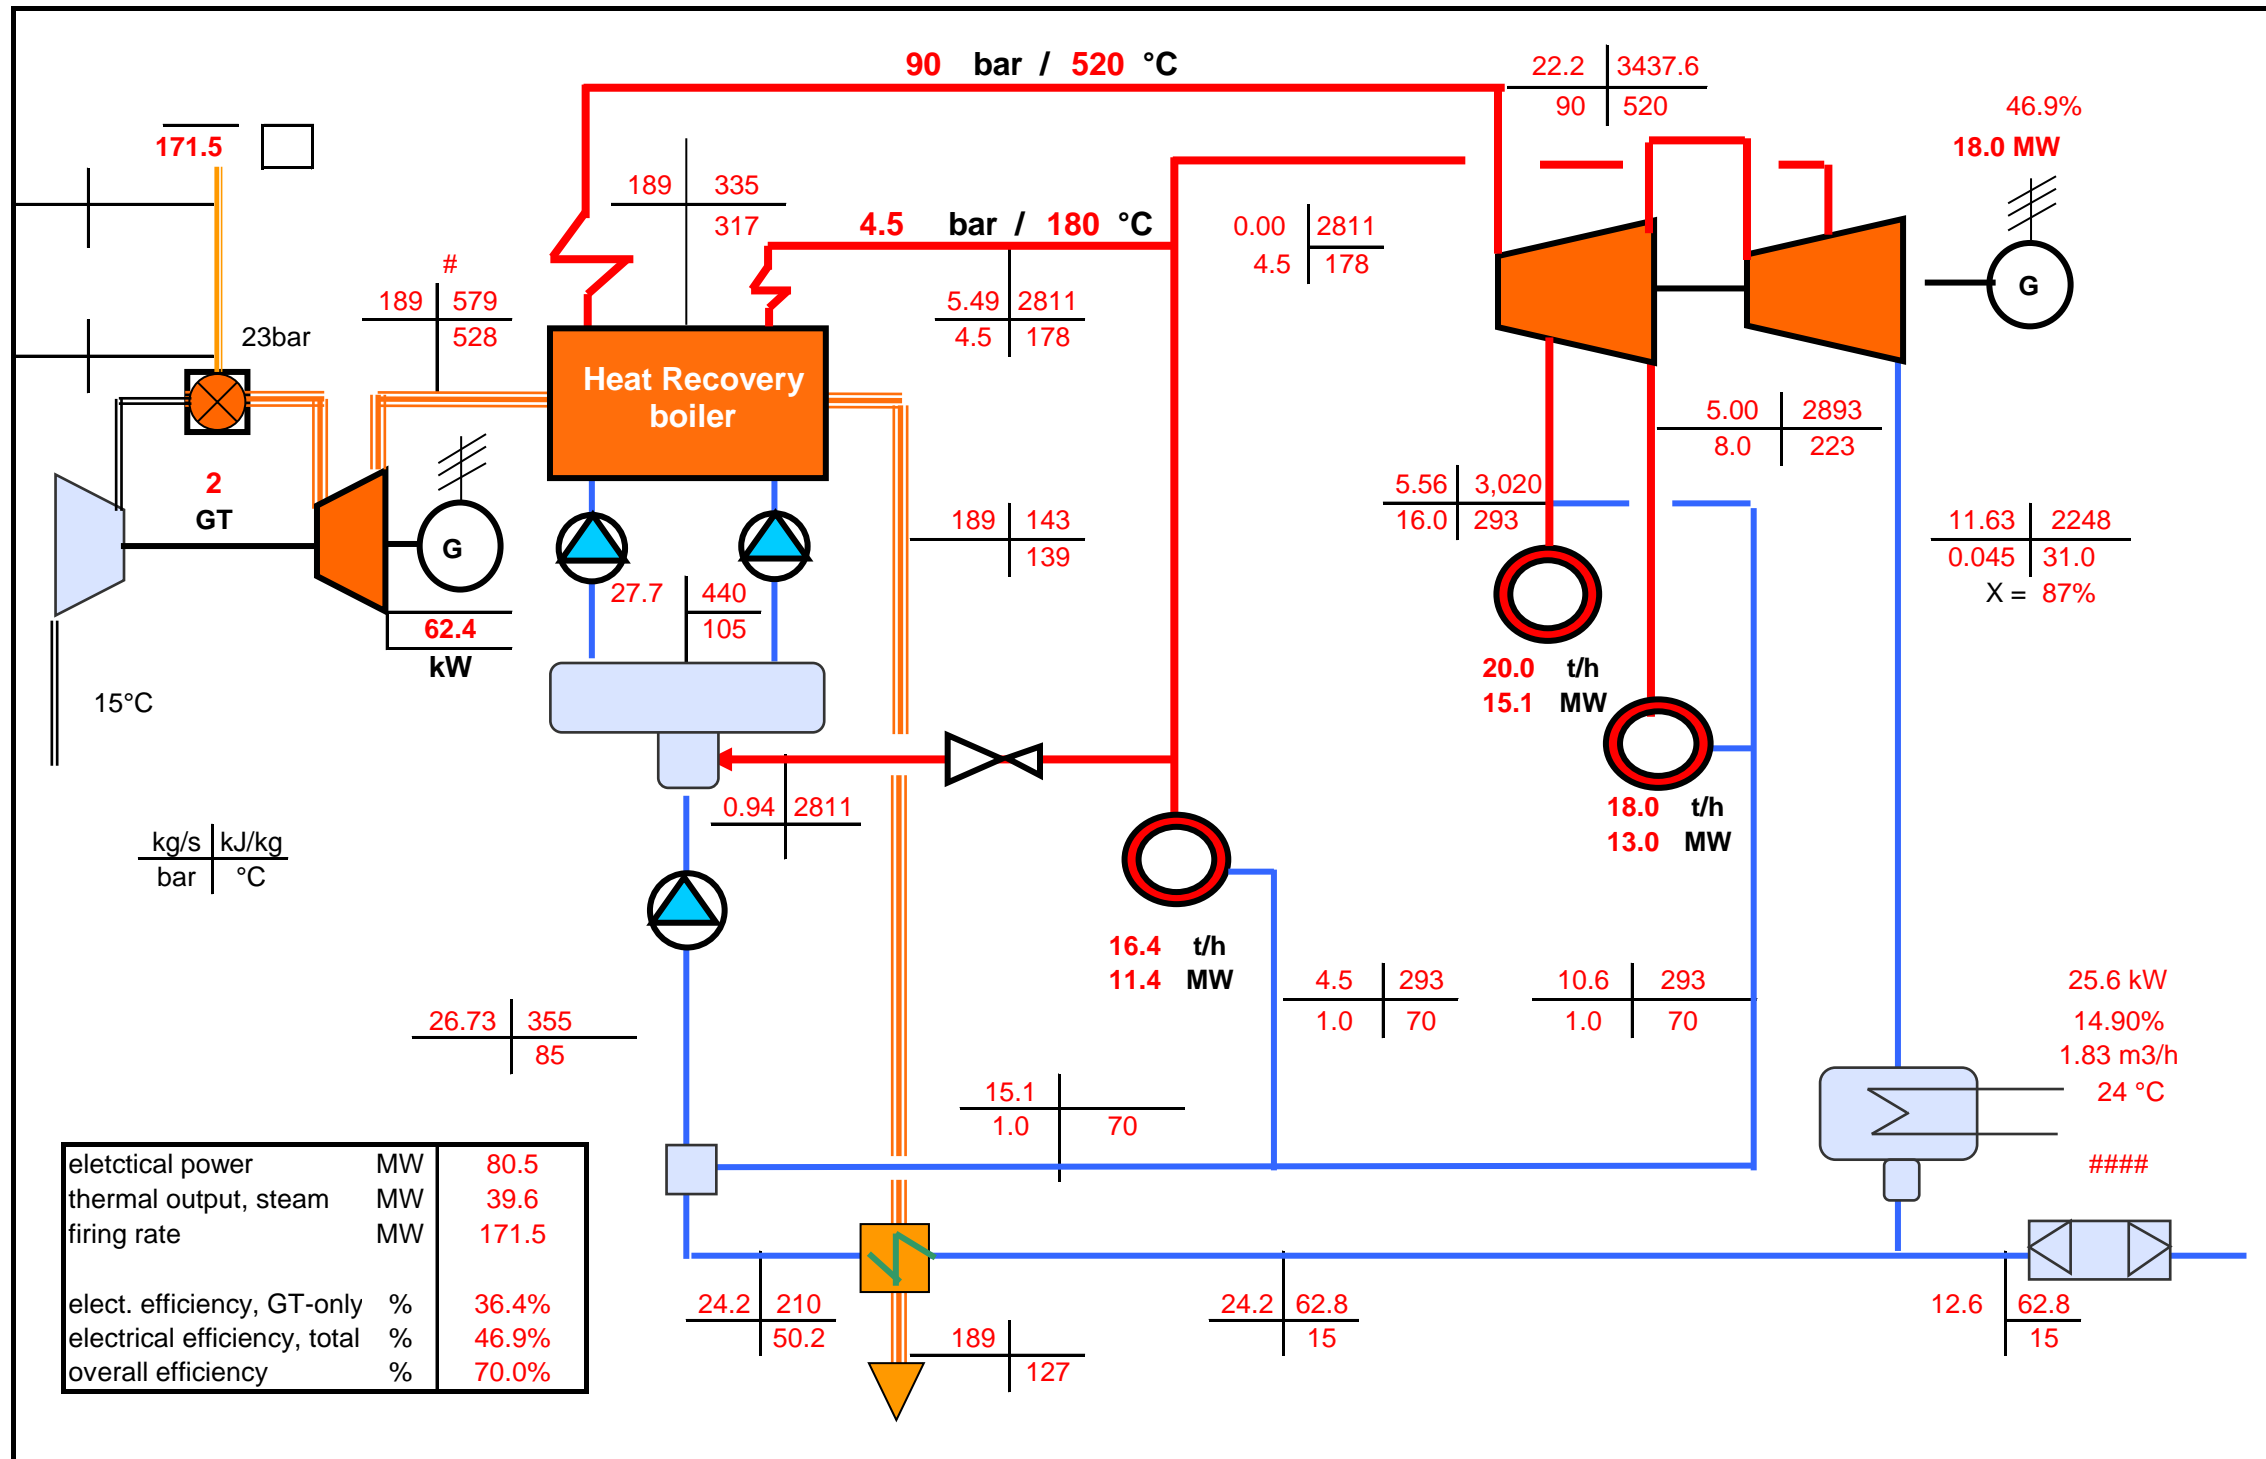 90 bar / 520 °C
22.2 3437.6
90 520
46.9%
18.0 MW
171.5
189 335
317
4.5 bar / 180 °C
0.00 2811
4.5 178
#
189 579
528
23bar
5.49 2811
4.5 178
G
Heat Recovery
boiler
5.00 2893
8.0 223
2
GT
G
5.56 3,020
16.0 293
189 143
139
11.63 2248
0.045 31.0
X = 87%
27.7 440
105
62.4
kW
15°C
20.0 t/h
15.1 MW
18.0 t/h
13.0 MW
0.94 2811
kg/s kJ/kg
bar °C
16.4 t/h
11.4 MW
4.5 293
1.0 70
10.6 293
1.0 70
25.6 kW
14.90%
1.83 m3/h
24 °C
26.73 355
85
15.1
1.0 70
####
eletctical power MW 80.5
thermal output, steam MW 39.6
firing rate MW 171.5
elect. efficiency, GT-only % 36.4%
electrical efficiency, total % 46.9%
overall efficiency % 70.0%
24.2 210
50.2
189
127
24.2 62.8
15
12.6 62.8
15